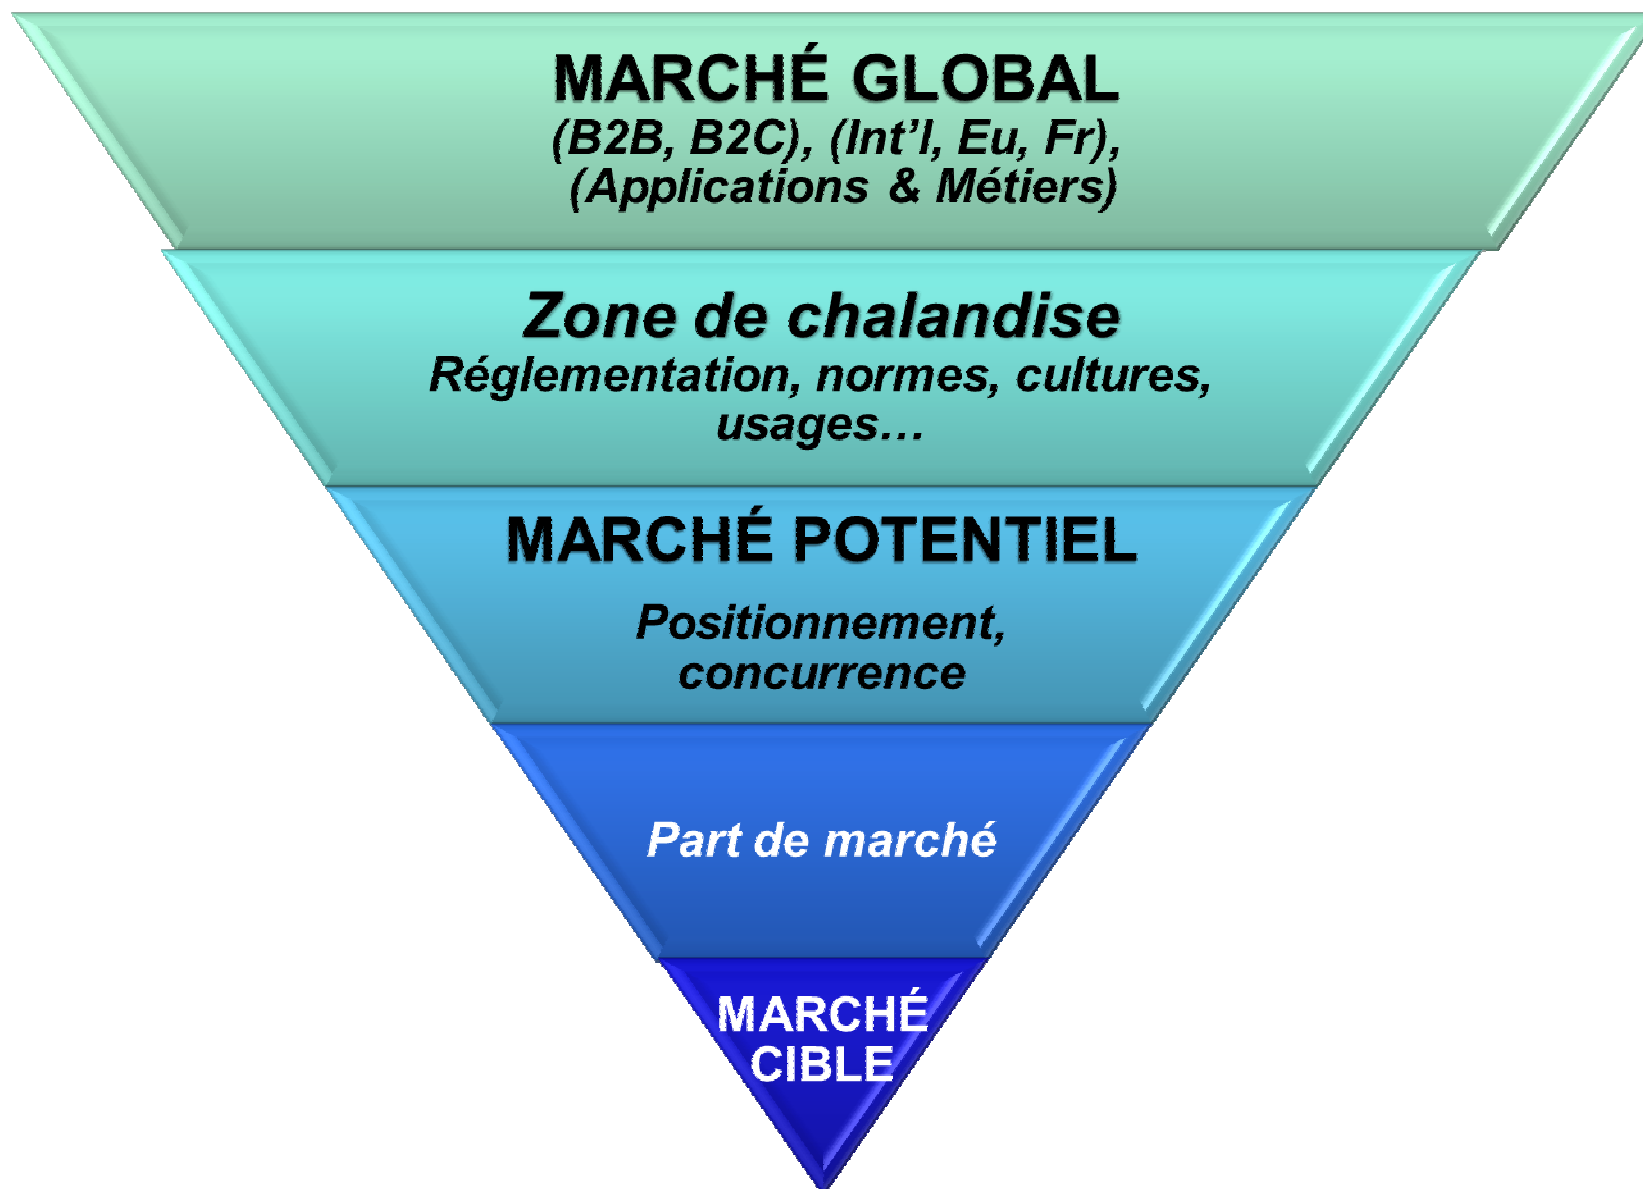 MARCHÉ GLOBAL
(B2B, B2C), (Int’l, Eu, Fr),
(Applications & Métiers)
Zone de chalandise
Réglementation, normes, cultures,
usages…
MARCHÉ POTENTIEL
Positionnement,
concurrence
Part de marché
MARCHÉ
CIBLE